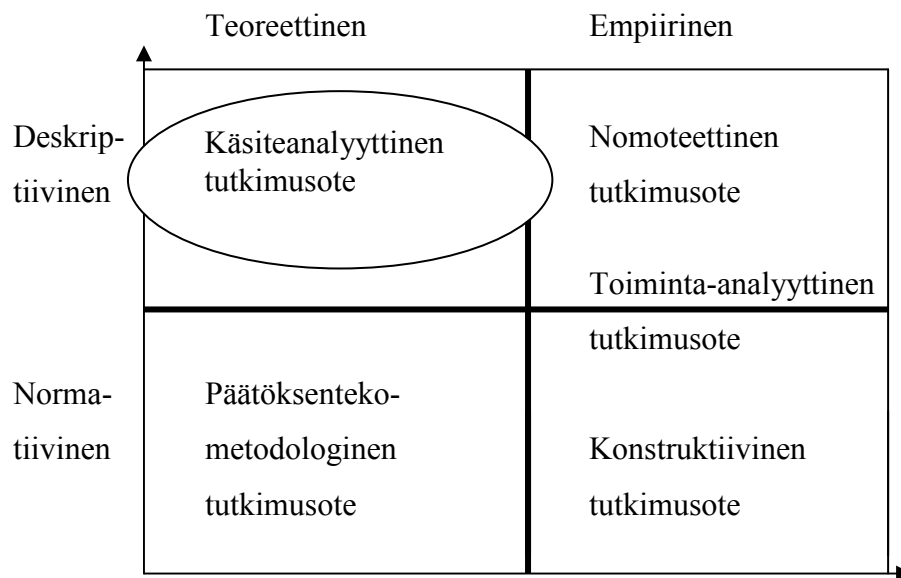 Teoreettinen
Empiirinen
Deskrip-
tiivinen
Käsiteanalyyttinen
tutkimusote
Nomoteettinen
tutkimusote
Toiminta-analyyttinen
tutkimusote
Norma-
tiivinen
Päätöksenteko-
metodologinen
tutkimusote
Konstruktiivinen
tutkimusote